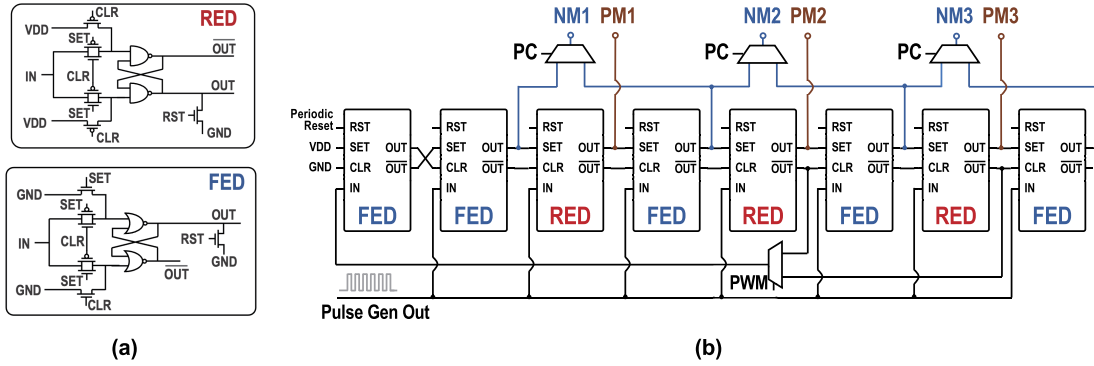 CLR
RED
VDD
SET
OUT
IN
CLR
OUT
SET
RST
VDD
GND
CLR
SET
FED
GND
SET
OUT
IN
CLR
RST
SET
GND
OUT
GND
CLR
(a)
NM1 PM1 NM2 PM2 NM3 PM3
PC PC PC
Periodic
Reset
VDD
GND
RST RST RST RST RST RST RST RST
SET OUT SET OUT SET OUT SET OUT SET OUT SET OUT SET OUT SET OUT
CLR OUT CLR OUT CLR OUT CLR OUT CLR OUT CLR OUT CLR OUT CLR OUT
IN IN IN IN IN IN IN IN
FED FED RED FED RED FED RED FED
PWM
Pulse Gen Out
(b)